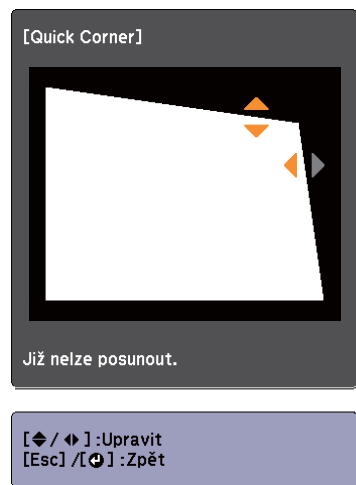 [Quick Corner]
Již nelze posunout.
[◆/◆] :Upravit
[Esc] /[⏎] :Zpět